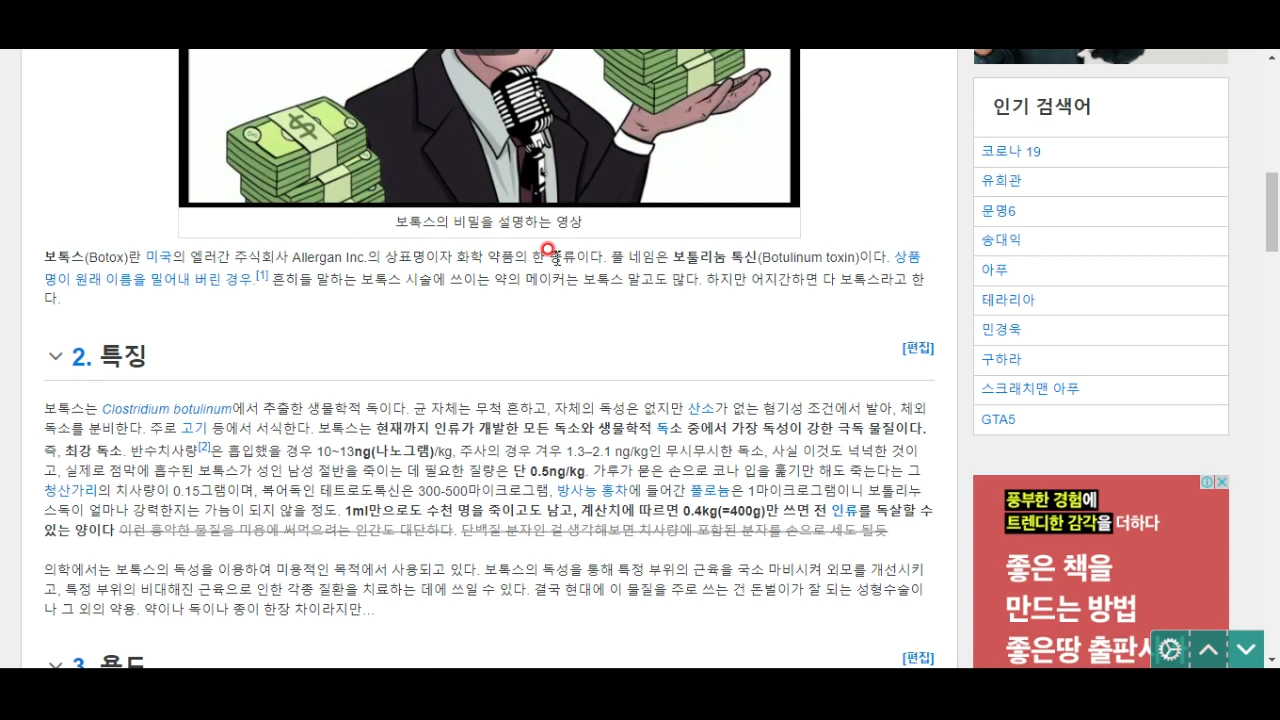 보톡스의 비밀을 설명하는 영상
보톡스(Botox)란 미국의 엘러간 주식회사 Allergan Inc.의 상표명이자 화학 약품의 한 종류이다. 풀 네임은 보툴리눔 톡신(Botulinum toxin)이다. 상품
명이 원래 이름을 밀어내 버린 경우.[1] 흔히들 말하는 보톡스 시술에 쓰이는 약의 메이커는 보톡스 말고도 많다. 하지만 어지간하면 다 보톡스라고 한
다.
2. 특징
[편집]
보톡스는 Clostridium botulinum에서 추출한 생물학적 독이다. 균 자체는 무척 흔하고, 자체의 독성은 없지만 산소가 없는 혐기성 조건에서 발아, 체외
독소를 분비한다. 주로 고기 등에서 서식한다. 보톡스는 현재까지 인류가 개발한 모든 독소와 생물학적 독소 중에서 가장 독성이 강한 극독 물질이다.
즉, 최강 독소. 반수치사량[2]은 흡입했을 경우 10~13ng(나노그램)/kg, 주사의 경우 겨우 1.3–2.1 ng/kg인 무시무시한 독소, 사실 이것도 넉넉한 것이
고, 실제로 점막에 흡수된 보톡스가 성인 남성 절반을 죽이는 데 필요한 질량은 단 0.5ng/kg. 가루가 묻은 손으로 코나 입을 훑기만 해도 죽는다는 그
청산가리의 치사량이 0.15그램이며, 복어독인 테트로도톡신은 300-500마이크로그램, 방사능 홍차에 들어간 폴로늄은 1마이크로그램이니 보툴리누
스독이 얼마나 강력한지는 가늠이 되지 않을 정도. 1ml만으로도 수천 명을 죽이고도 남고, 계산치에 따르면 0.4kg(=400g)만 쓰면 전 인류를 독살할 수
있는 양이다 이런 흉악한 물질을 미용에 써먹으려는 인간도 대단하다. 단백질 분자인 걸 생각해보면 치사량에 포함된 분자를 손으로 세도 될듯
의학에서는 보톡스의 독성을 이용하여 미용적·치료적으로 사용되고 있다. 보톡스의 독성을 통해 특정 부위의 근육을 국소 마비시켜 외모를 개선시키
고, 특정 부위의 비대해진 근육으로 인한 각종 질환을 치료하는 데에 쓰일 수 있다. 결국 현대에 이 물질을 주로 쓰는 건 돈벌이가 잘 되는 성형수술이
나 그 외의 약용. 약이나 독이나 종이 한장 차이라지만…
3. 용도
[편집]
인기 검색어
코로나 19
유희관
문명6
송대익
아푸
테라리아
민경욱
구하라
스크래치맨 아푸
GTA5
풍부한 경험에
트렌디한 감각을 더하다
좋은 책을
만드는 방법
좋은땅 출판사